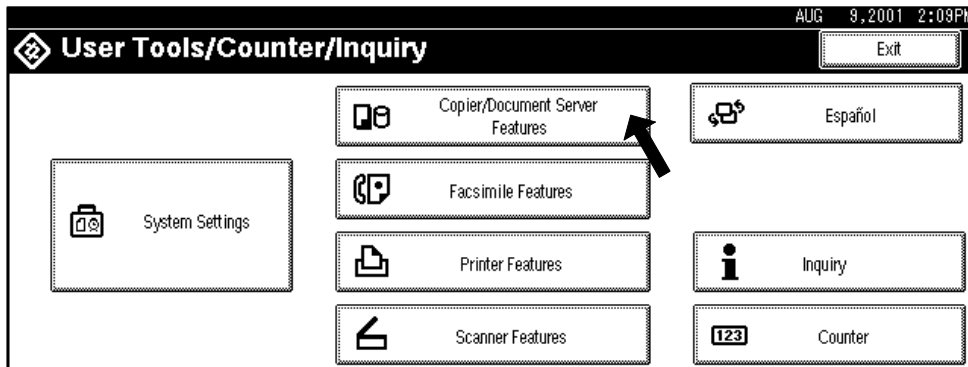 AUG 9,2001 2:09PM
User Tools/Counter/Inquiry
Exit
Copier/Document Server
Features
Español
System Settings
Facsimile Features
Printer Features
Inquiry
Scanner Features
123
Counter